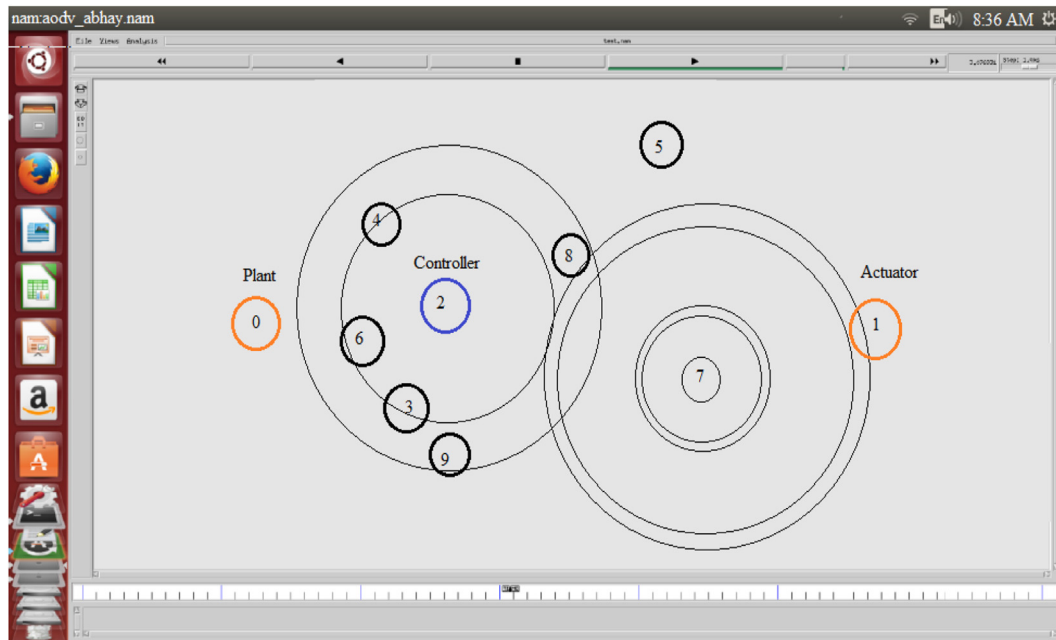 nam:aodv_abhay.nam
En
8:36 AM
File Views Analysis
test.nam
5
4
8
Controller
Plant
Actuator
2
0
1
6
7
3
9